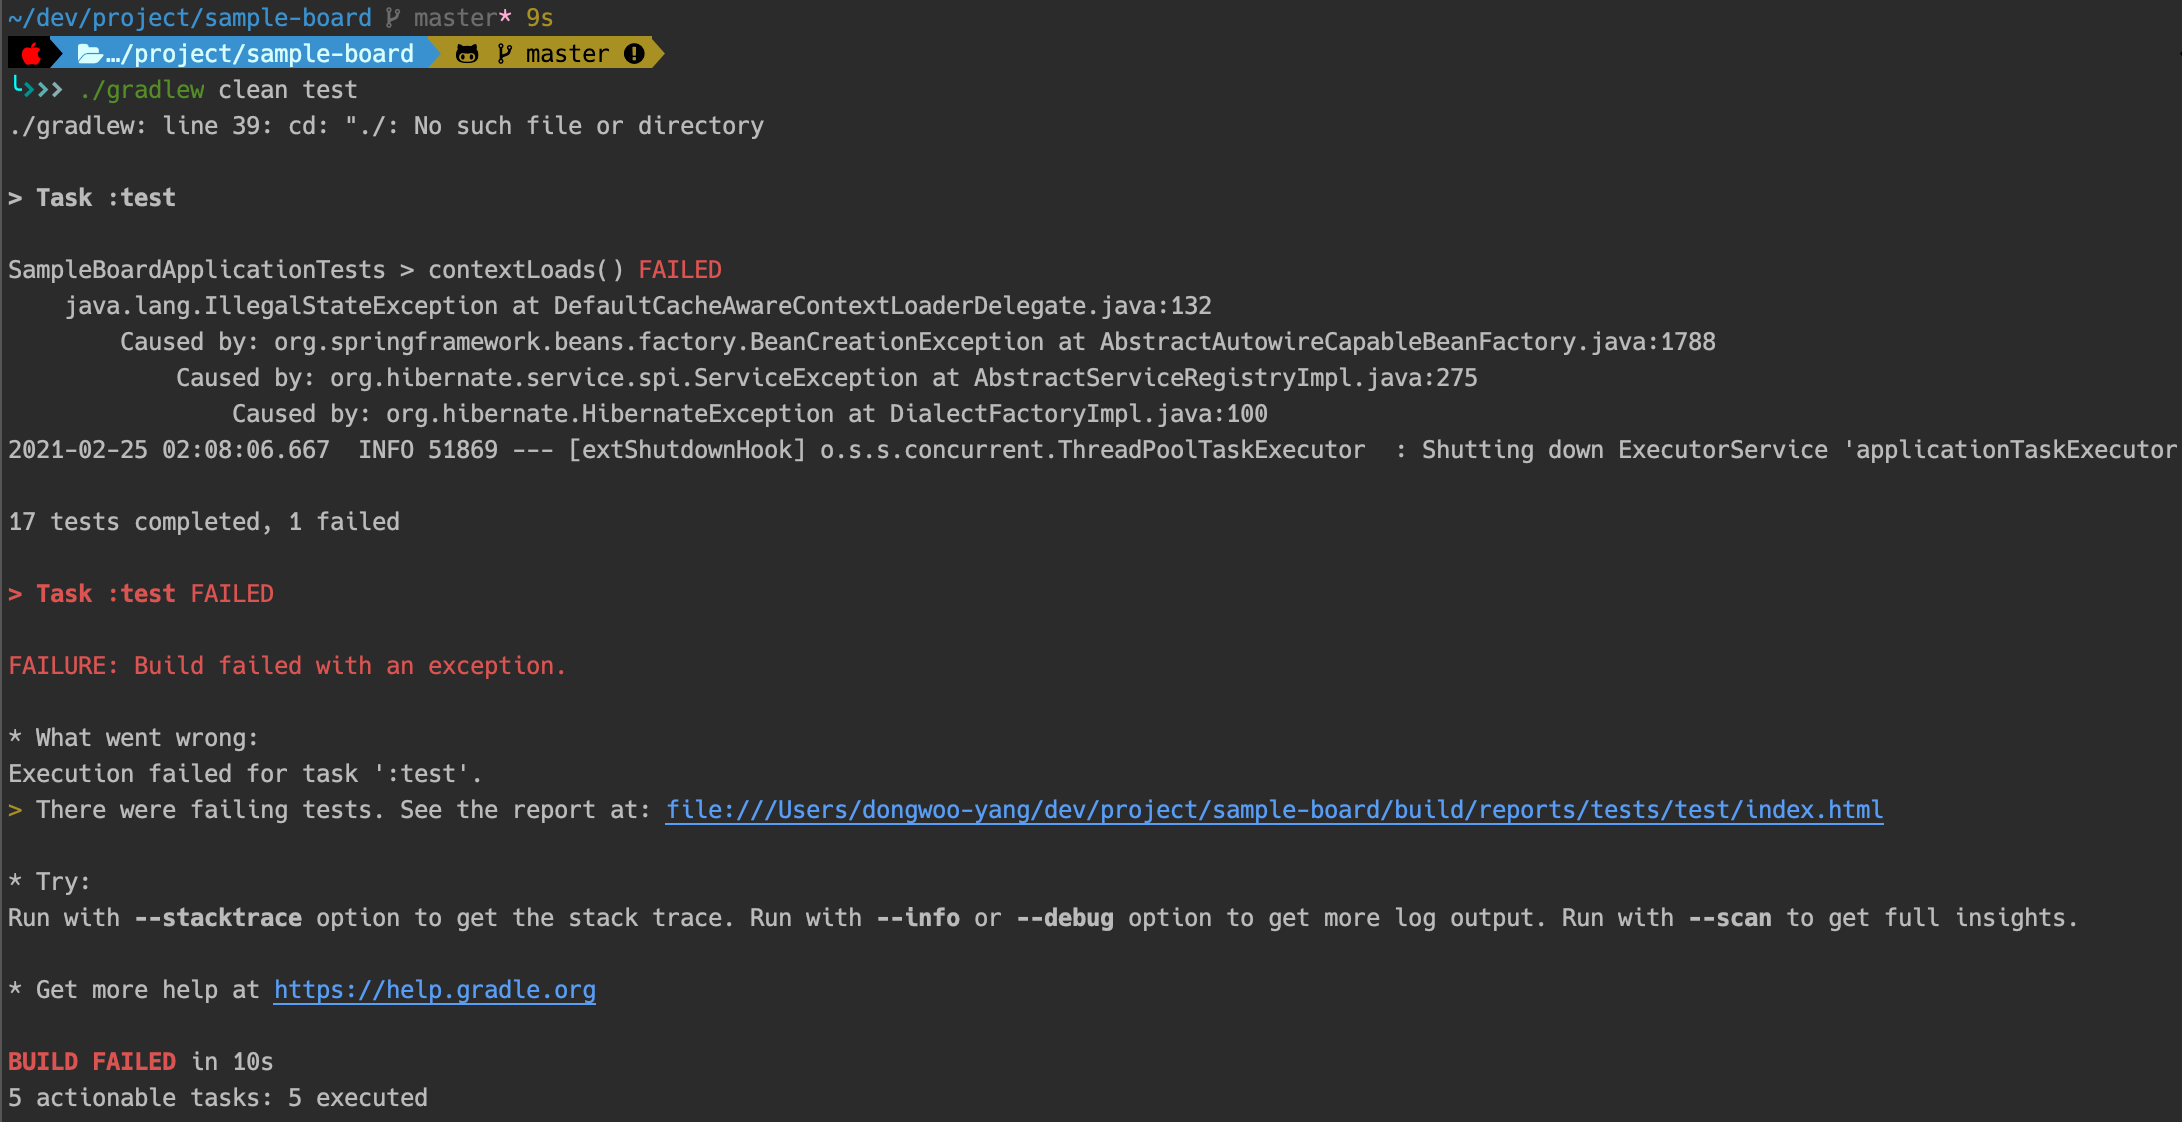 ~/dev/project/sample-board master* 9s
…/project/sample-board master
>>> ./gradlew clean test
./gradlew: line 39: cd: "./: No such file or directory
> Task :test
SampleBoardApplicationTests > contextLoads() FAILED
java.lang.IllegalStateException at DefaultCacheAwareContextLoaderDelegate.java:132
Caused by: org.springframework.beans.factory.BeanCreationException at AbstractAutowireCapableBeanFactory.java:1788
Caused by: org.hibernate.service.spi.ServiceException at AbstractServiceRegistryImpl.java:275
Caused by: org.hibernate.HibernateException at DialectFactoryImpl.java:100
2021-02-25 02:08:06.667  INFO 51869 --- [extShutdownHook] o.s.s.concurrent.ThreadPoolTaskExecutor  : Shutting down ExecutorService 'applicationTaskExecutor
17 tests completed, 1 failed
> Task :test FAILED
FAILURE: Build failed with an exception.
* What went wrong:
Execution failed for task ':test'.
> There were failing tests. See the report at: file:///Users/dongwoo-yang/dev/project/sample-board/build/reports/tests/test/index.html
* Try:
Run with --stacktrace option to get the stack trace. Run with --info or --debug option to get more log output. Run with --scan to get full insights.
* Get more help at https://help.gradle.org
BUILD FAILED in 10s
5 actionable tasks: 5 executed